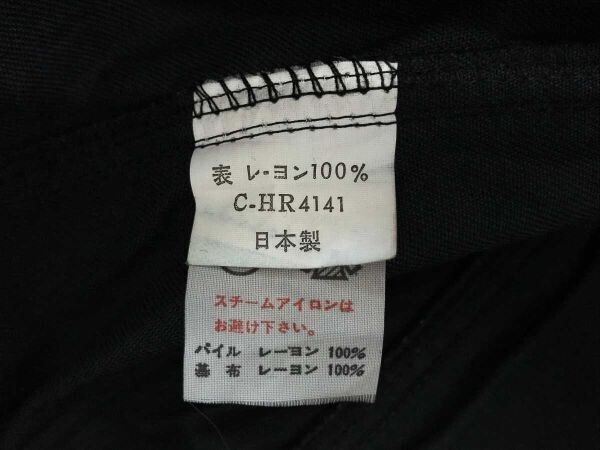 表 レーヨン100%
C-HR4141
日本製
スチームアイロンは
お避け下さい。
パイル レーヨン 100%
基布 レーヨン 100%